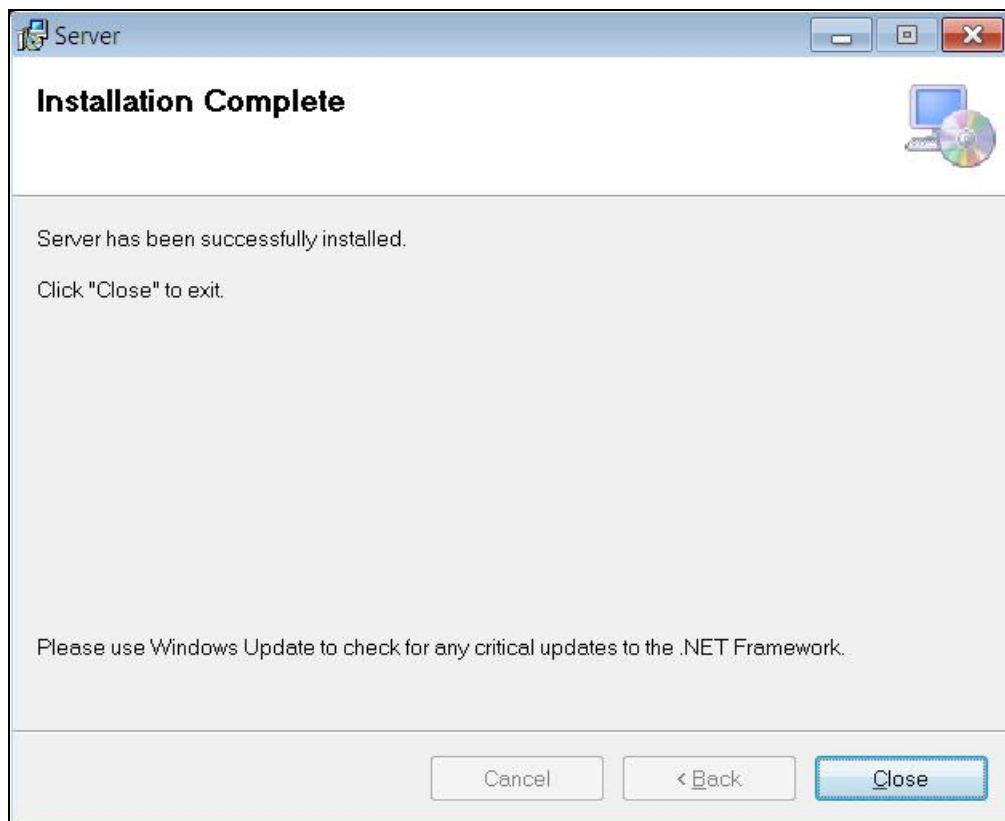 Server
Installation Complete
Server has been successfully installed.
Click "Close" to exit.
Please use Windows Update to check for any critical updates to the .NET Framework.
Cancel
< Back
Close